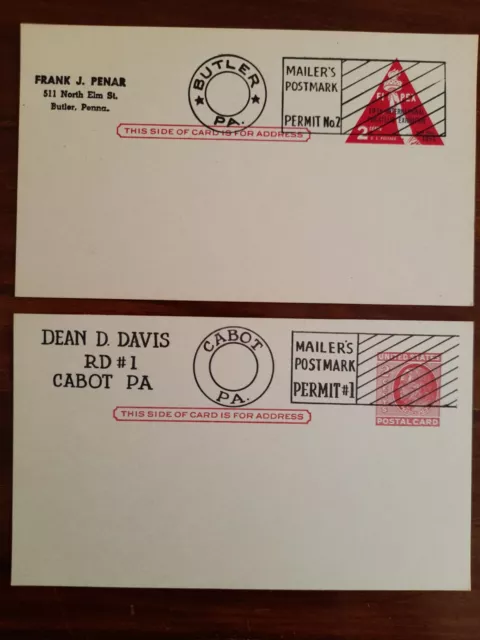 FRANK J. PENAR
511 North Elm St.
Butler, Penna.
★ BUTLER ★
PA.
MAILER'S
POSTMARK
PERMIT No.2
FIPEX
2
THIS SIDE OF CARD IS FOR ADDRESS
DEAN D. DAVIS
RD #1
CABOT PA
CABOT
PA.
MAILER'S
POSTMARK
PERMIT #1
UNITED STATES
POSTAL CARD
THIS SIDE OF CARD IS FOR ADDRESS